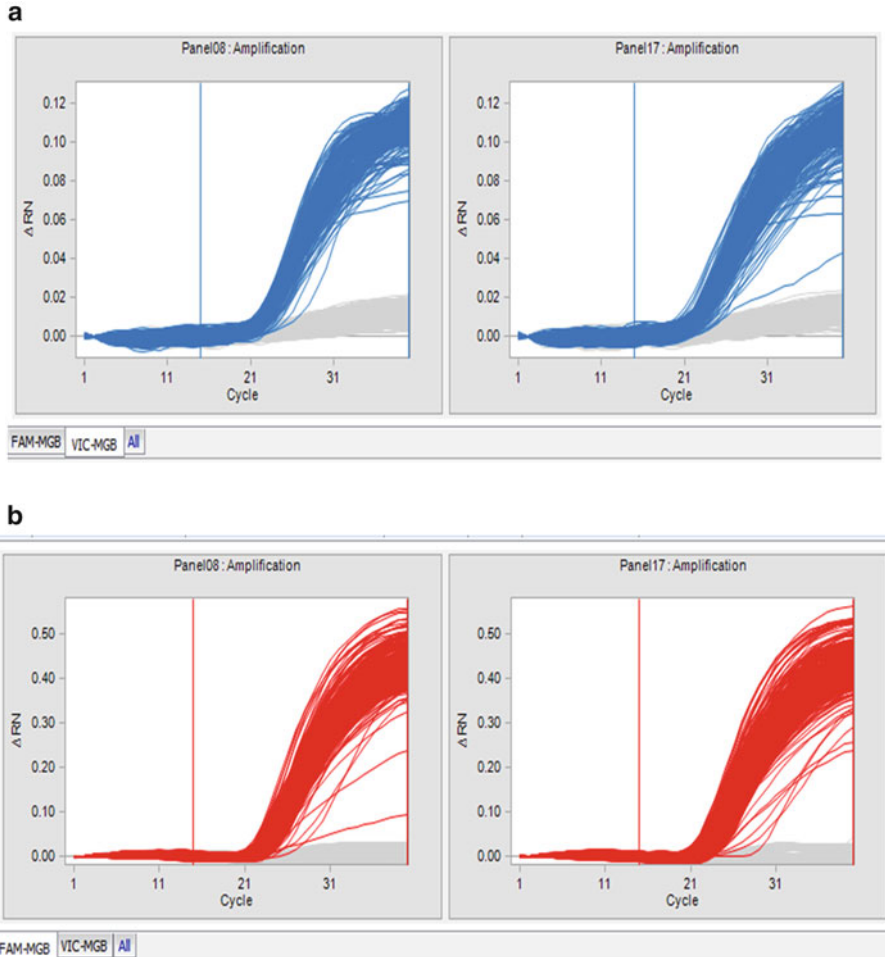 a
Panel08 : Amplification
0.12
0.10
0.08
0.06
0.04
0.02
0.00
Δ RN
1 11 21 31
Cycle
Panel17 : Amplification
0.12
0.10
0.08
0.06
0.04
0.02
0.00
Δ RN
1 11 21 31
Cycle
FAM-MGB VIC-MGB All
b
Panel08 : Amplification
0.50
0.40
0.30
0.20
0.10
0.00
Δ RN
1 11 21 31
Cycle
Panel17 : Amplification
0.50
0.40
0.30
0.20
0.10
0.00
Δ RN
1 11 21 31
Cycle
FAM-MGB VIC-MGB All